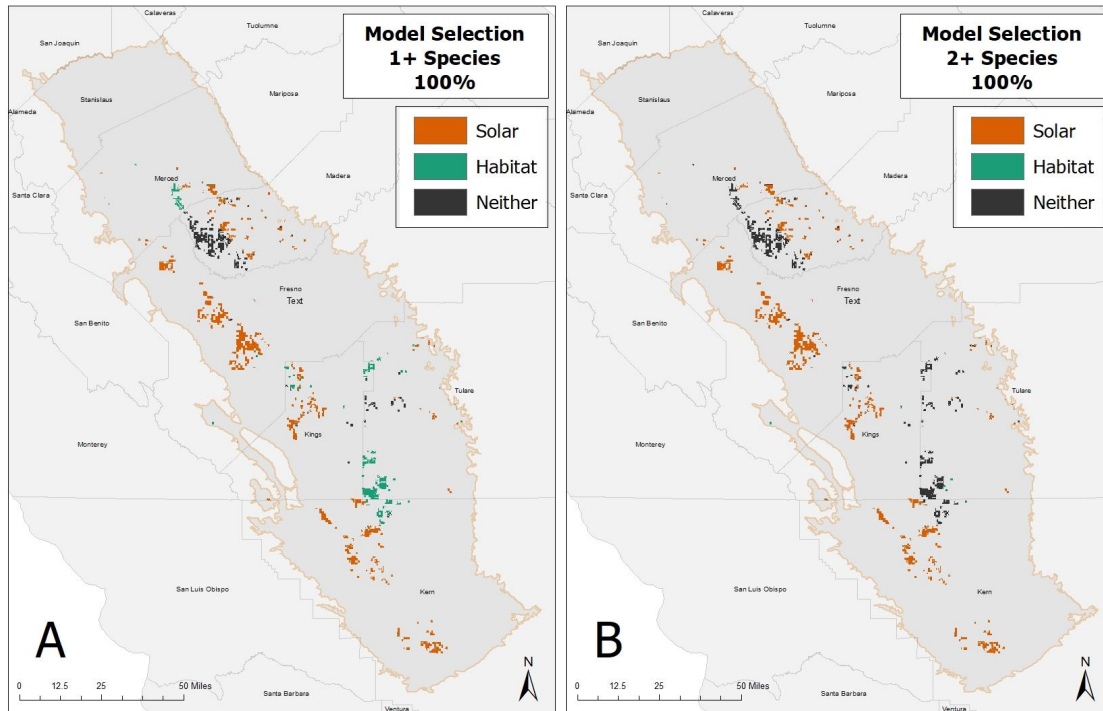 Calaveras
Tuolumne
San Joaquin
Model Selection
1+ Species
100%
Mariposa
Stanislaus
Alameda
Solar
Habitat
Neither
Merced
Madera
Santa Clara
Fresno
Text
San Benito
Tulare
Kings
Monterey
San Luis Obispo
Kern
A
N
0 12.5 25 50 Miles
Santa Barbara
Ventura
Calaveras
Tuolumne
San Joaquin
Model Selection
2+ Species
100%
Mariposa
Stanislaus
Alameda
Solar
Habitat
Neither
Merced
Madera
Santa Clara
Fresno
Text
San Benito
Tulare
Kings
Monterey
San Luis Obispo
Kern
B
N
0 12.5 25 50 Miles
Santa Barbara
Ventura